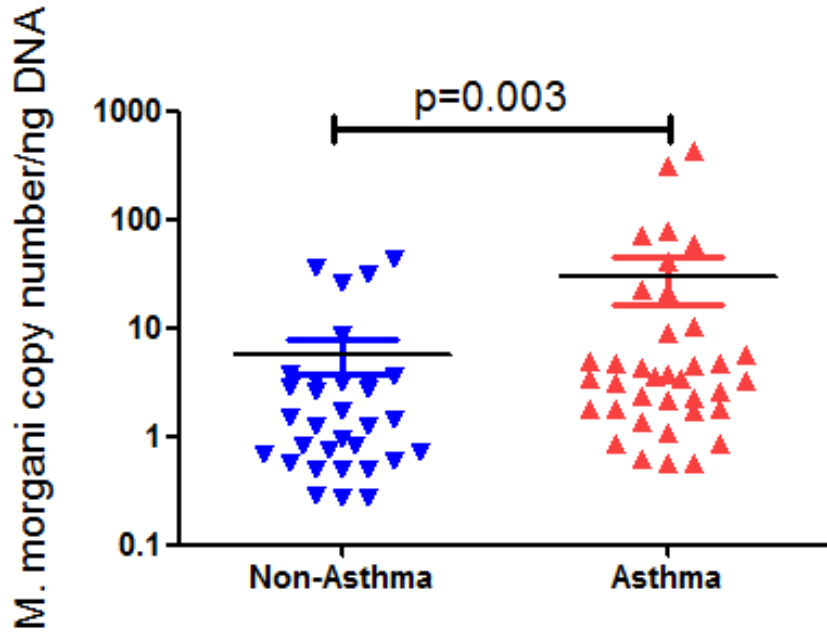 M. morgani copy number/ng DNA
p=0.003
1000
100
10
1
0.1
Non-Asthma
Asthma